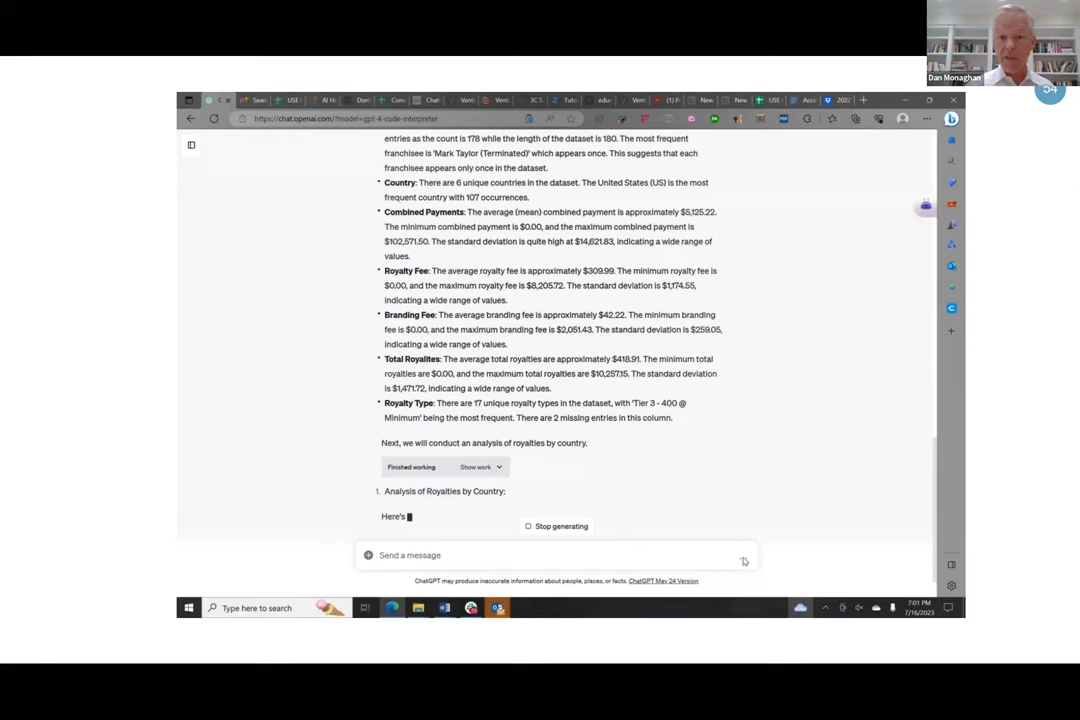 Dan Monaghan
54
https://chat.openai.com/?model=gpt-4-code-interpreter
entries as the count is 178 while the length of the dataset is 180. The most frequent
franchisee is 'Mark Taylor (Terminated)' which appears once. This suggests that each
franchisee appears only once in the dataset.
• Country: There are 6 unique countries in the dataset. The United States (US) is the most
frequent country with 107 occurrences.
• Combined Payments: The average (mean) combined payment is approximately $5,125.22.
The minimum combined payment is $0.00, and the maximum combined payment is
$102,571.50. The standard deviation is quite high at $14,621.83, indicating a wide range of
values.
• Royalty Fee: The average royalty fee is approximately $309.99. The minimum royalty fee is
$0.00, and the maximum royalty fee is $8,205.72. The standard deviation is $1,174.55,
indicating a wide range of values.
• Branding Fee: The average branding fee is approximately $42.22. The minimum branding
fee is $0.00, and the maximum branding fee is $2,051.43. The standard deviation is $259.05,
indicating a wide range of values.
• Total Royalites: The average total royalties are approximately $418.91. The minimum total
royalties are $0.00, and the maximum total royalties are $10,257.15. The standard deviation
is $1,471.72, indicating a wide range of values.
• Royalty Type: There are 17 unique royalty types in the dataset, with 'Tier 3 - 400 @
Minimum' being the most frequent. There are 2 missing entries in this column.
Next, we will conduct an analysis of royalties by country.
Finished working Show work
1. Analysis of Royalties by Country:
Here's
Stop generating
Send a message
ChatGPT may produce inaccurate information about people, places, or facts. ChatGPT May 24 Version
Type here to search
7:01 PM
7/16/2023